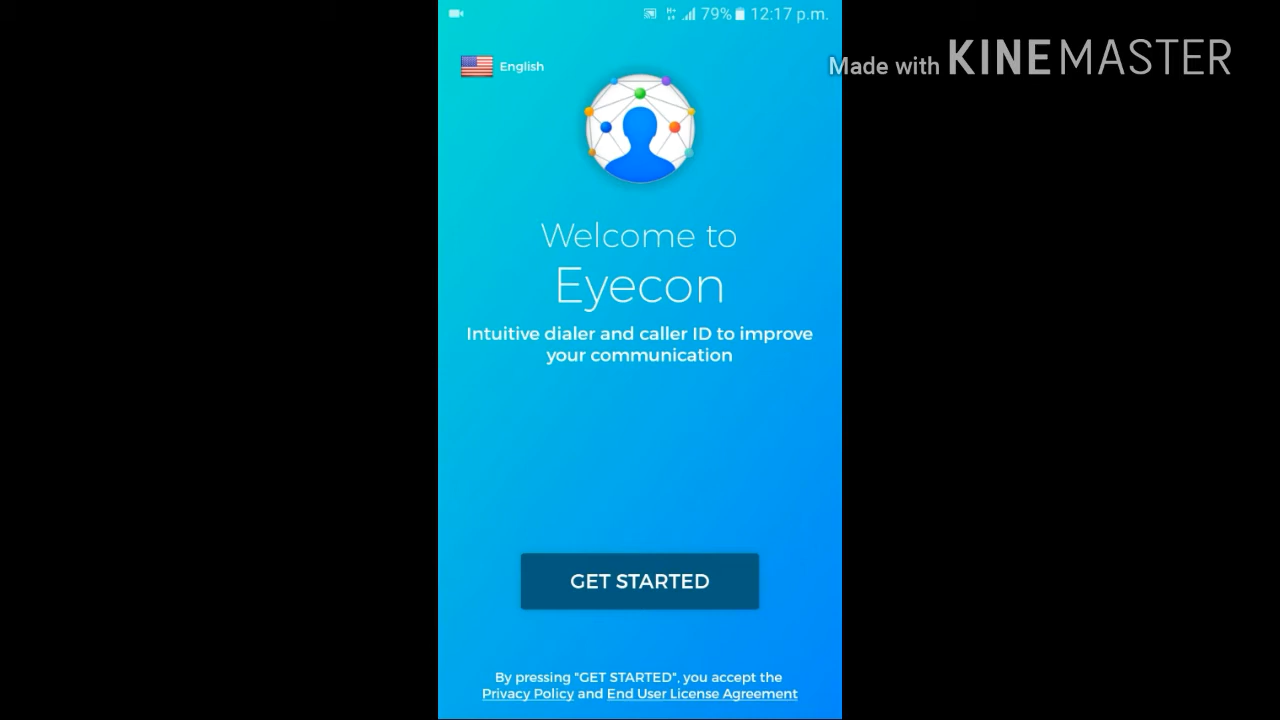 79% 12:17 p.m.
English
Made with KINEMASTER
Welcome to
Eyecon
Intuitive dialer and caller ID to improve
your communication
GET STARTED
By pressing "GET STARTED", you accept the
Privacy Policy and End User License Agreement